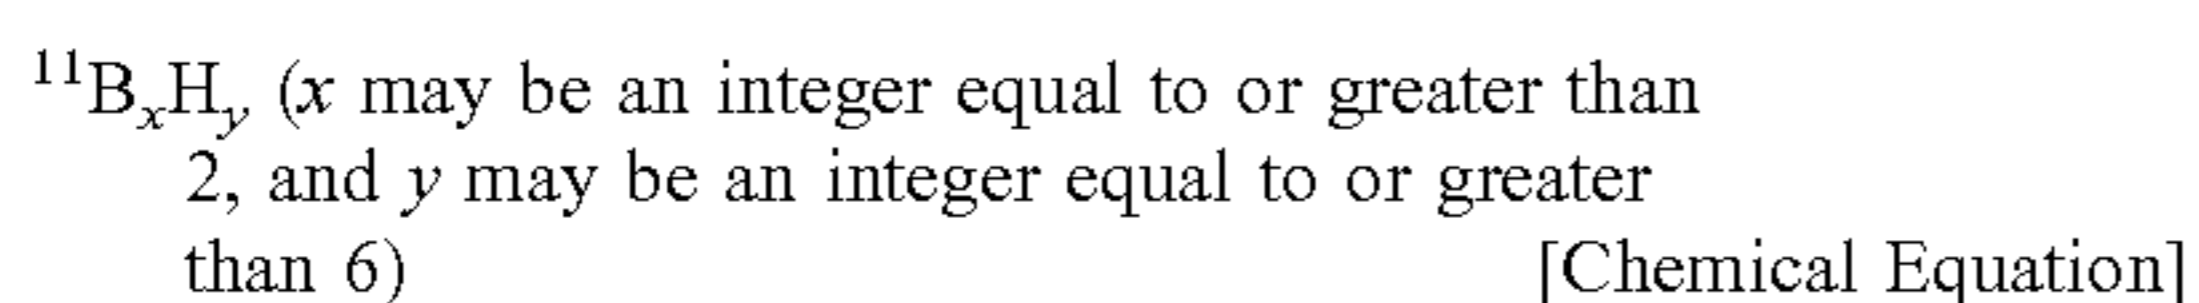 ¹¹BₓHᵧ (x may be an integer equal to or greater than
2, and y may be an integer equal to or greater
than 6) [Chemical Equation]